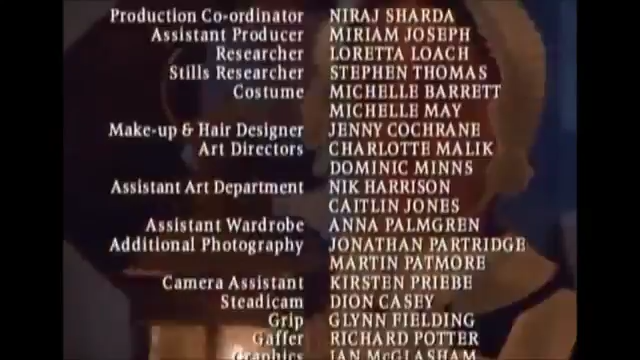 Production Co-ordinator NIRAJ SHARDA
Assistant Producer MIRIAM JOSEPH
Researcher LORETTA LOACH
Stills Researcher STEPHEN THOMAS
Costume MICHELLE BARRETT
MICHELLE MAY
Make-up & Hair Designer JENNY COCHRANE
Art Directors CHARLOTTE MALIK
DOMINIC MINNS
Assistant Art Department NIK HARRISON
CAITLIN JONES
Assistant Wardrobe ANNA PALMGREN
Additional Photography JONATHAN PARTRIDGE
MARTIN PATMORE
Camera Assistant KIRSTEN PRIEBE
Steadicam DION CASEY
Grip GLYNN FIELDING
Gaffer RICHARD POTTER
Graphics IAN McGLASHAM